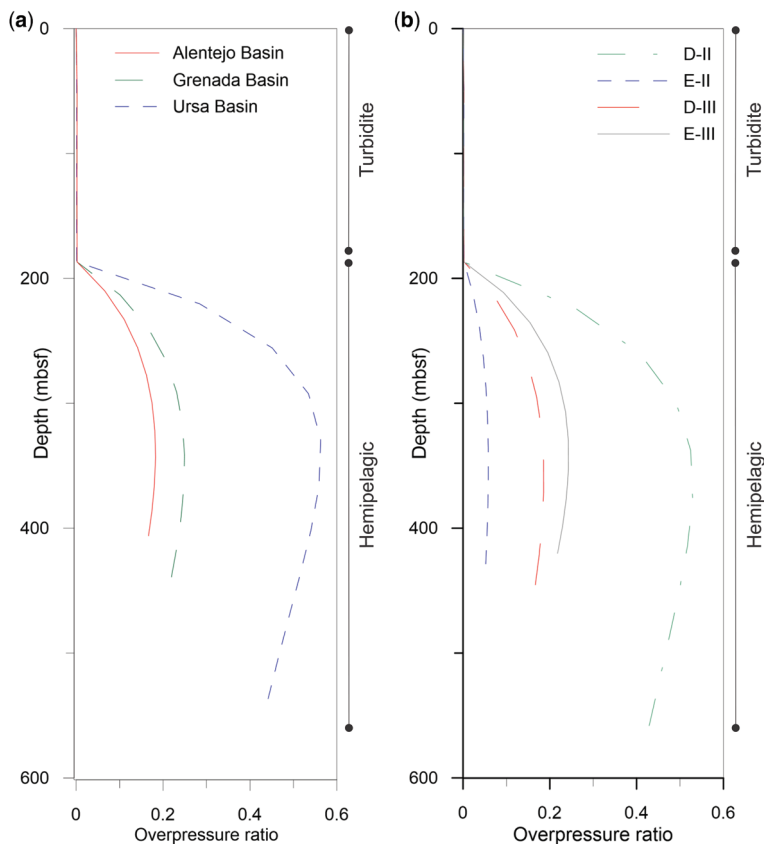 (a)
0
200
400
600
Depth (mbsf)
Alentejo Basin
Grenada Basin
Ursa Basin
Turbidite
Hemipelagic
0
0.2
0.4
0.6
Overpressure ratio
(b)
0
200
400
600
Depth (mbsf)
D-II
E-II
D-III
E-III
Turbidite
Hemipelagic
0
0.2
0.4
0.6
Overpressure ratio